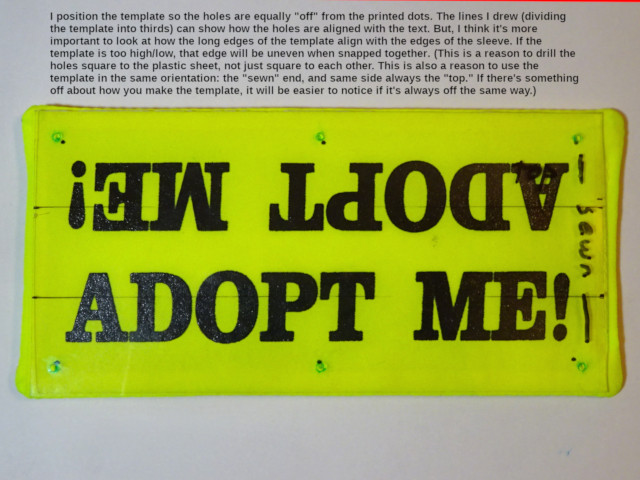 I position the template so the holes are equally "off" from the printed dots. The lines I drew (dividing
the template into thirds) can show how the holes are aligned with the text. But, I think it's more
important to look at how the long edges of the template align with the edges of the sleeve. If the
template is too high/low, that edge will be uneven when snapped together. (This is a reason to drill the
holes square to the plastic sheet, not just square to each other. This is also a reason to use the
template in the same orientation: the "sewn" end, and same side always the "top." If there's something
off about how you make the template, it will be easier to notice if it's always off the same way.)
ADOPT ME!
top
sewn
ADOPT ME!